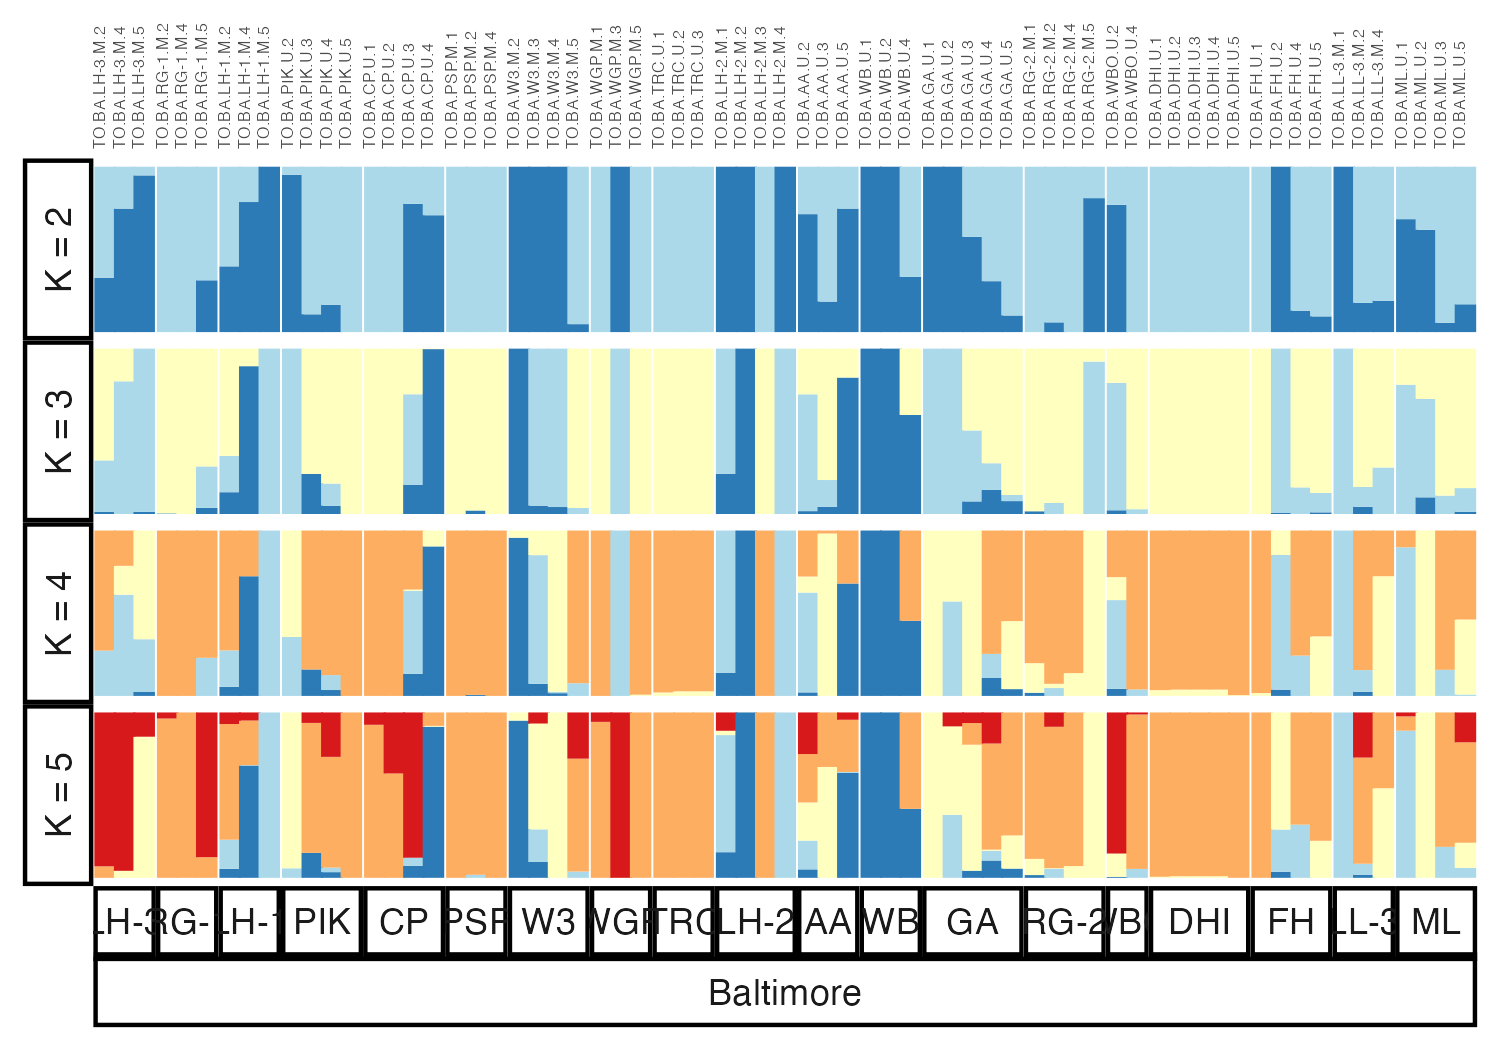 TO.BA.LH-3.M.2
TO.BA.LH-3.M.4
TO.BA.LH-3.M.5
TO.BA.RG-1.M.2
TO.BA.RG-1.M.4
TO.BA.RG-1.M.5
TO.BA.LH-1.M.2
TO.BA.LH-1.M.4
TO.BA.LH-1.M.5
TO.BA.PIK.U.2
TO.BA.PIK.U.3
TO.BA.PIK.U.4
TO.BA.PIK.U.5
TO.BA.CP.U.1
TO.BA.CP.U.2
TO.BA.CP.U.3
TO.BA.CP.U.4
TO.BA.PSP.M.1
TO.BA.PSP.M.2
TO.BA.PSP.M.4
TO.BA.W3.M.2
TO.BA.W3.M.3
TO.BA.W3.M.4
TO.BA.W3.M.5
TO.BA.WGP.M.1
TO.BA.WGP.M.3
TO.BA.WGP.M.5
TO.BA.TRC.U.1
TO.BA.TRC.U.2
TO.BA.TRC.U.3
TO.BA.LH-2.M.1
TO.BA.LH-2.M.2
TO.BA.LH-2.M.3
TO.BA.LH-2.M.4
TO.BA.AA.U.2
TO.BA.AA.U.3
TO.BA.AA.U.5
TO.BA.WB.U.1
TO.BA.WB.U.2
TO.BA.WB.U.4
TO.BA.GA.U.1
TO.BA.GA.U.2
TO.BA.GA.U.3
TO.BA.GA.U.4
TO.BA.GA.U.5
TO.BA.RG-2.M.1
TO.BA.RG-2.M.2
TO.BA.RG-2.M.4
TO.BA.RG-2.M.5
TO.BA.WBO.U.2
TO.BA.WBO.U.4
TO.BA.DHI.U.1
TO.BA.DHI.U.2
TO.BA.DHI.U.3
TO.BA.DHI.U.4
TO.BA.DHI.U.5
TO.BA.FH.U.1
TO.BA.FH.U.2
TO.BA.FH.U.4
TO.BA.FH.U.5
TO.BA.LL-3.M.1
TO.BA.LL-3.M.2
TO.BA.LL-3.M.4
TO.BA.ML.U.1
TO.BA.ML.U.2
TO.BA.ML.U.3
TO.BA.ML.U.5
K = 2
K = 3
K = 4
K = 5
LH-3 RG- LH-1 PIK CP PSP W3 WGP TRC LH-2 AA WB GA RG-2 WB DHI FH LL-3 ML
Baltimore